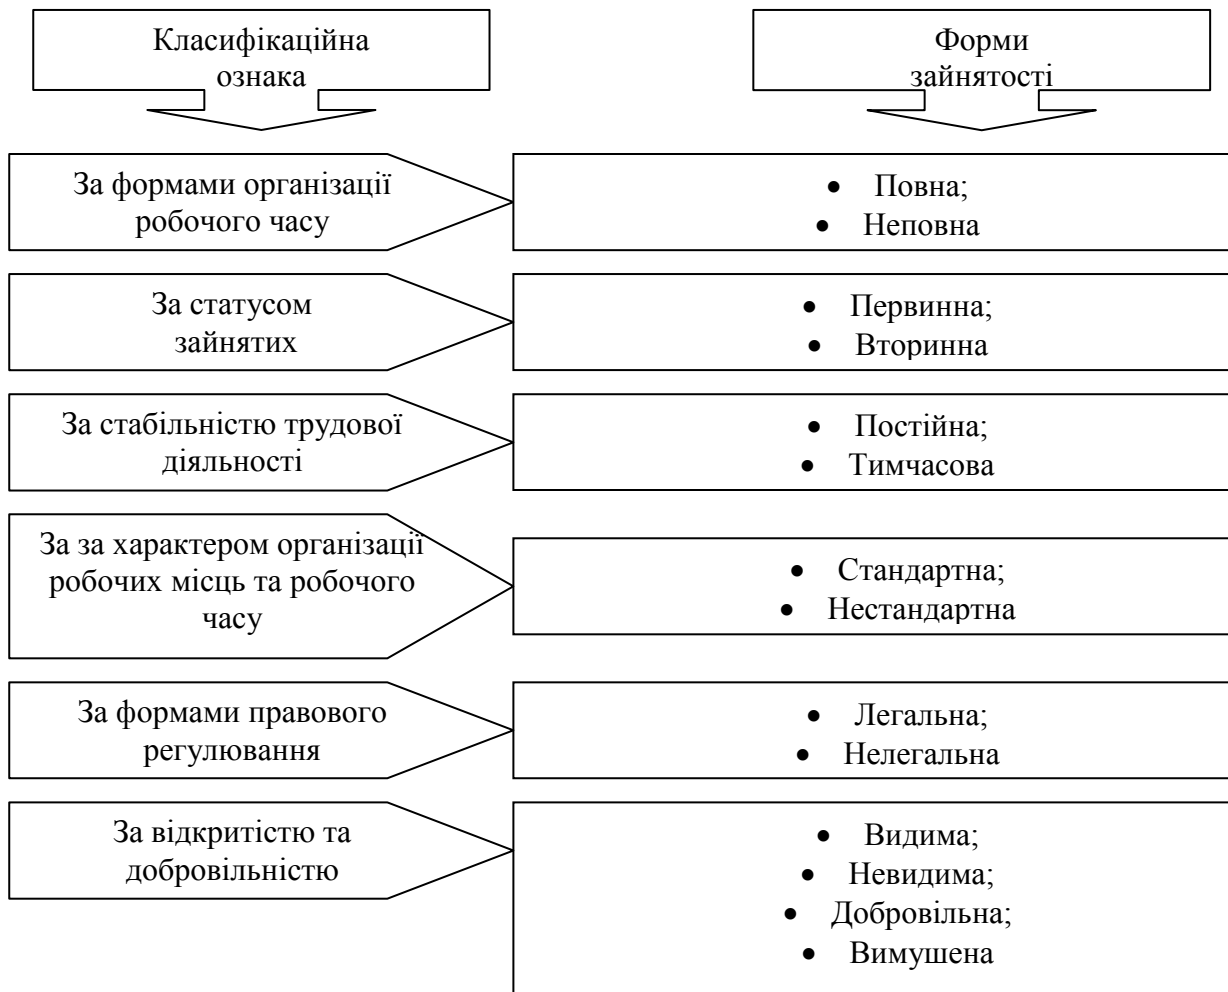 Класифікаційна
ознака
Форми
зайнятості
За формами організації
робочого часу
• Повна;
• Неповна
За статусом
зайнятих
• Первинна;
• Вторинна
За стабільністю трудової
діяльності
• Постійна;
• Тимчасова
За за характером організації
робочих місць та робочого
часу
• Стандартна;
• Нестандартна
За формами правового
регулювання
• Легальна;
• Нелегальна
За відкритістю та
добровільністю
• Видима;
• Невидима;
• Добровільна;
• Вимушена